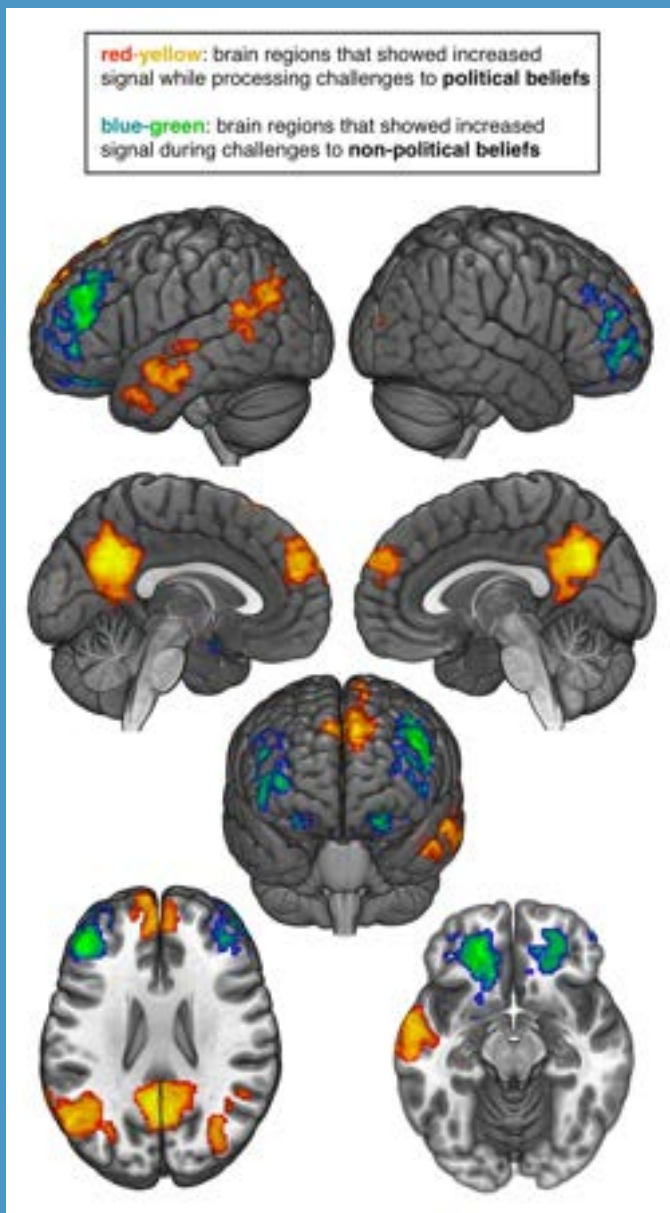 red-yellow: brain regions that showed increased
signal while processing challenges to political beliefs
blue-green: brain regions that showed increased
signal during challenges to non-political beliefs